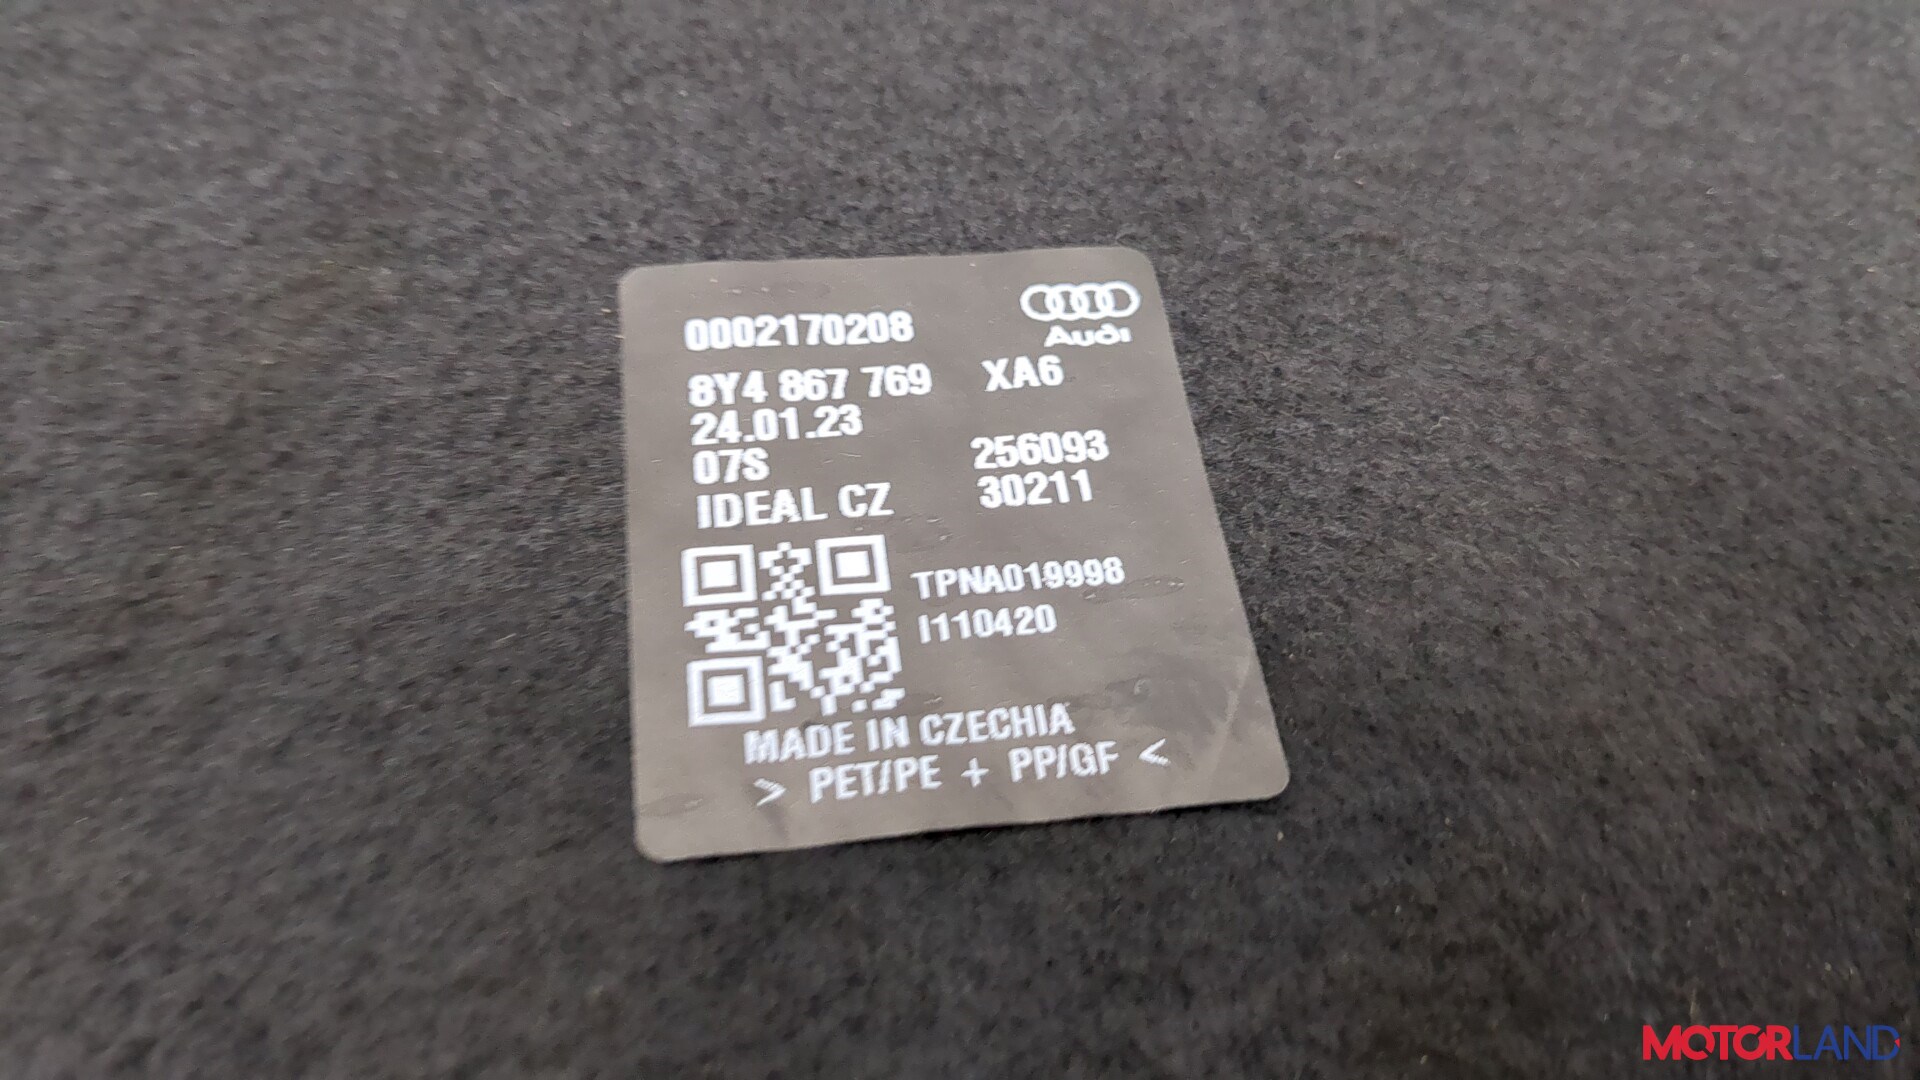 0002170208
Audi
8Y4 867 769 XA6
24.01.23
07S 256093
IDEAL CZ 30211
TPNA019998
I110420
MADE IN CZECHIA
> PET/PE + PP/GF <
MOTORLAND